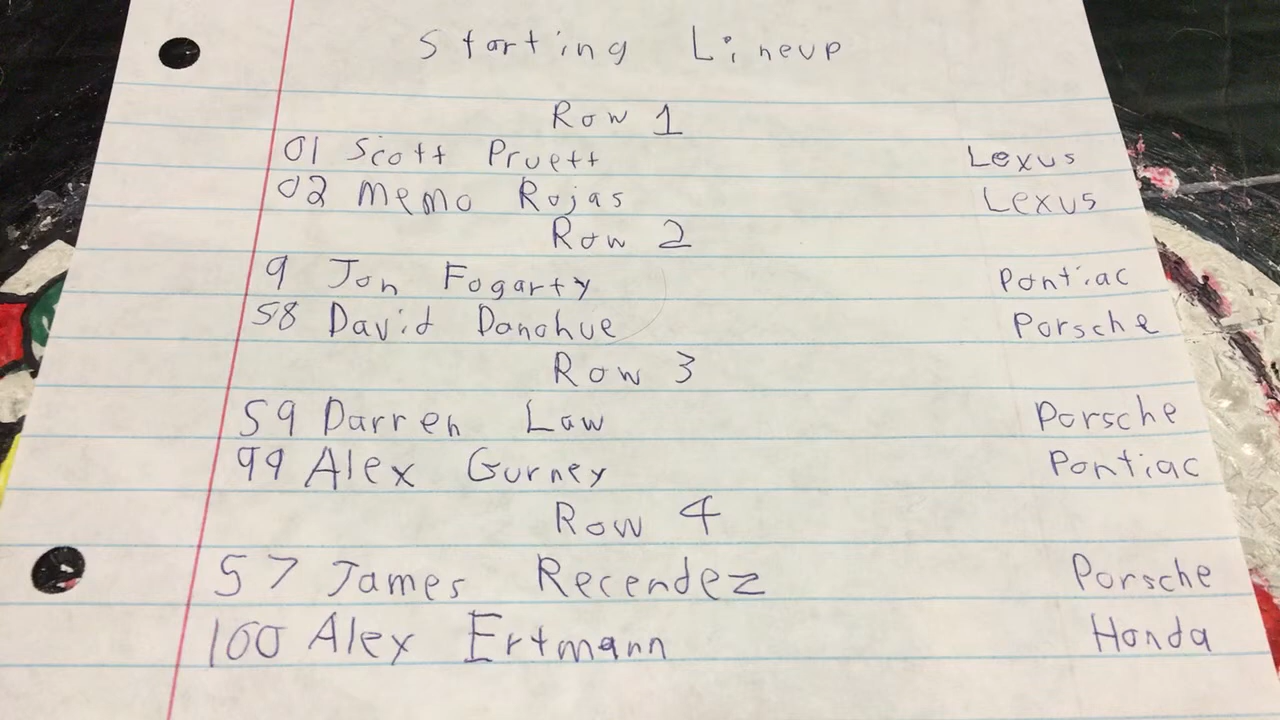 Starting Lineup
Row 1
01 Scott Pruett Lexus
02 Memo Rojas Lexus
Row 2
9 Jon Fogarty Pontiac
58 David Donohue Porsche
Row 3
59 Darren Law Porsche
99 Alex Gurney Pontiac
Row 4
57 James Recendez Porsche
100 Alex Ertmann Honda